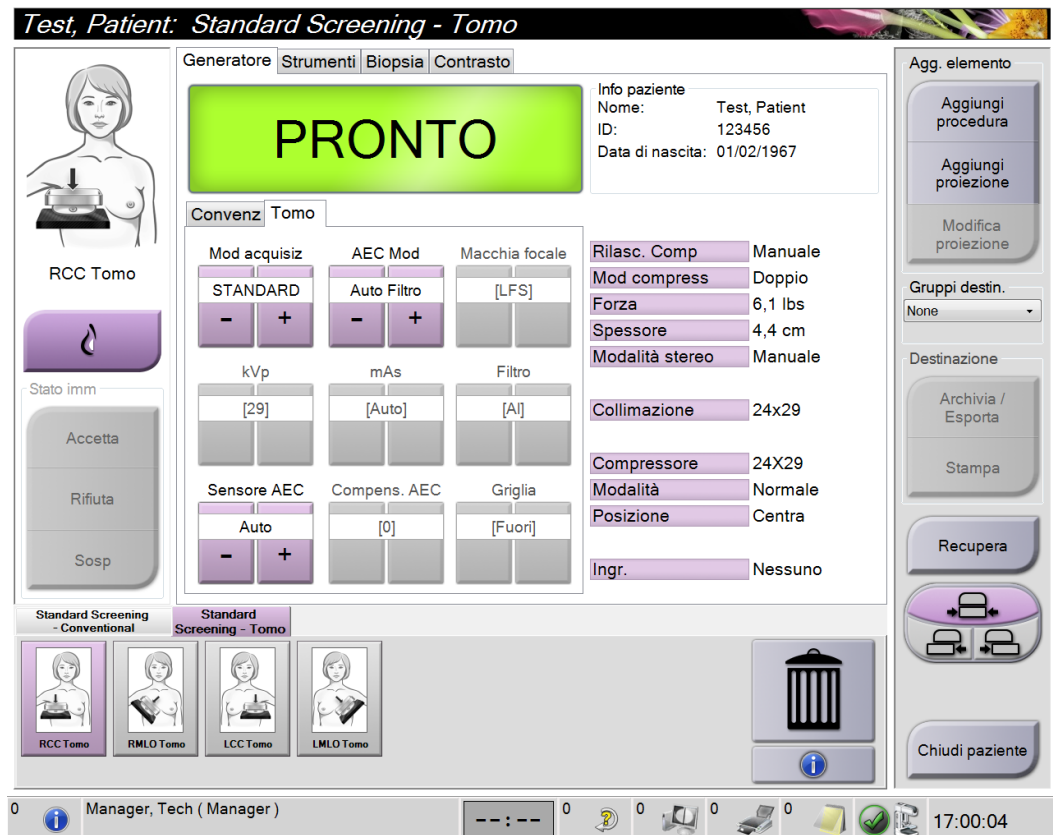 Test, Patient: Standard Screening - Tomo
RCC Tomo
Stato imm
Accetta
Rifiuta
Sosp
Generatore Strumenti Biopsia Contrasto
PRONTO
Info paziente
Nome: Test, Patient
ID: 123456
Data di nascita: 01/02/1967
Convenz Tomo
Mod acquisiz AEC Mod Macchia focale
STANDARD Auto Filtro [LFS]
- + - +
kVp mAs Filtro
[29] [Auto] [Al]
Sensore AEC Compens. AEC Griglia
Auto [0] [Fuori]
- +
Rilasc. Comp Manuale
Mod compress Doppio
Forza 6,1 lbs
Spessore 4,4 cm
Modalità stereo Manuale
Collimazione 24x29
Compressore 24X29
Modalità Normale
Posizione Centra
Ingr. Nessuno
Agg. elemento
Aggiungi
procedura
Aggiungi
proiezione
Modifica
proiezione
Gruppi destin.
None
Destinazione
Archivia /
Esporta
Stampa
Recupera
Chiudi paziente
Standard Screening
- Conventional
Standard
Screening - Tomo
RCC Tomo RMLO Tomo LCC Tomo LMLO Tomo
0 Manager, Tech ( Manager ) --:-- 0 0 0 0 17:00:04